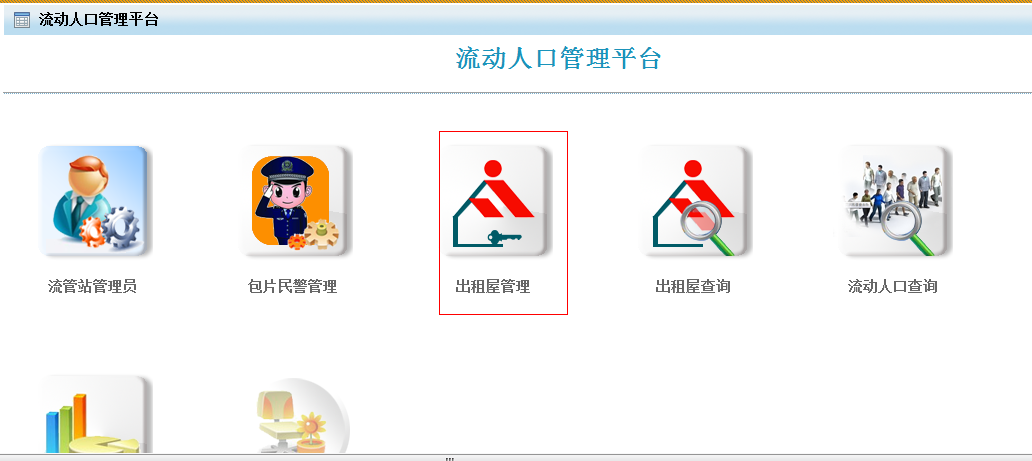 流动人口管理平台
流动人口管理平台
流管站管理员
包片民警管理
出租屋管理
出租屋查询
流动人口查询